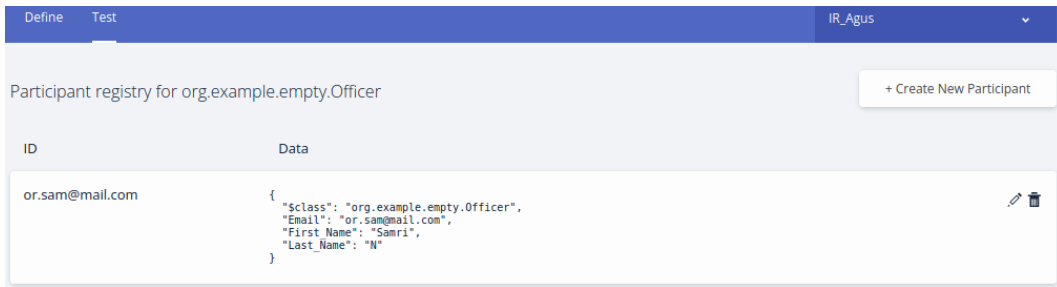 Define Test IR_Agus
Participant registry for org.example.empty.Officer + Create New Participant
ID Data
or.sam@mail.com {
"$class": "org.example.empty.Officer",
"Email": "or.sam@mail.com",
"First_Name": "Samri",
"Last_Name": "N"
}